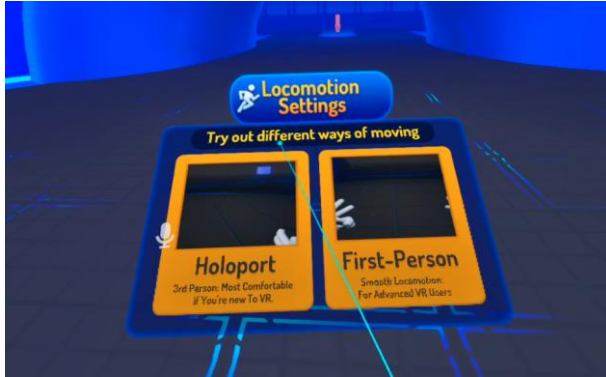 Locomotion
Settings
Try out different ways of moving
Holoport
3rd Person: Most Comfortable
if You're new To VR.
First-Person
Smooth Locomotion:
For Advanced VR Users